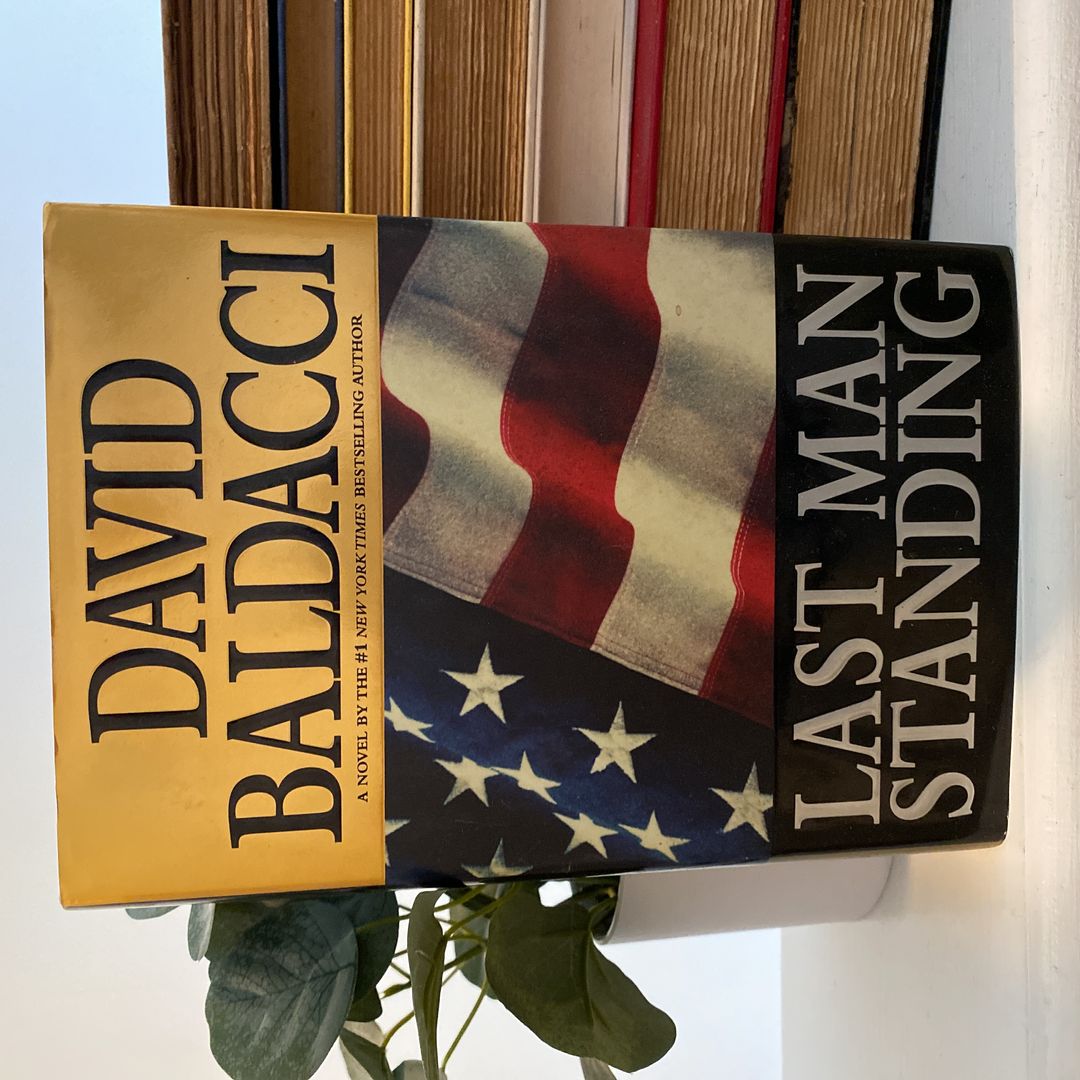 DAVID
BALDACCI
A NOVEL BY THE #1 NEW YORK TIMES BESTSELLING AUTHOR
LAST MAN
STANDING